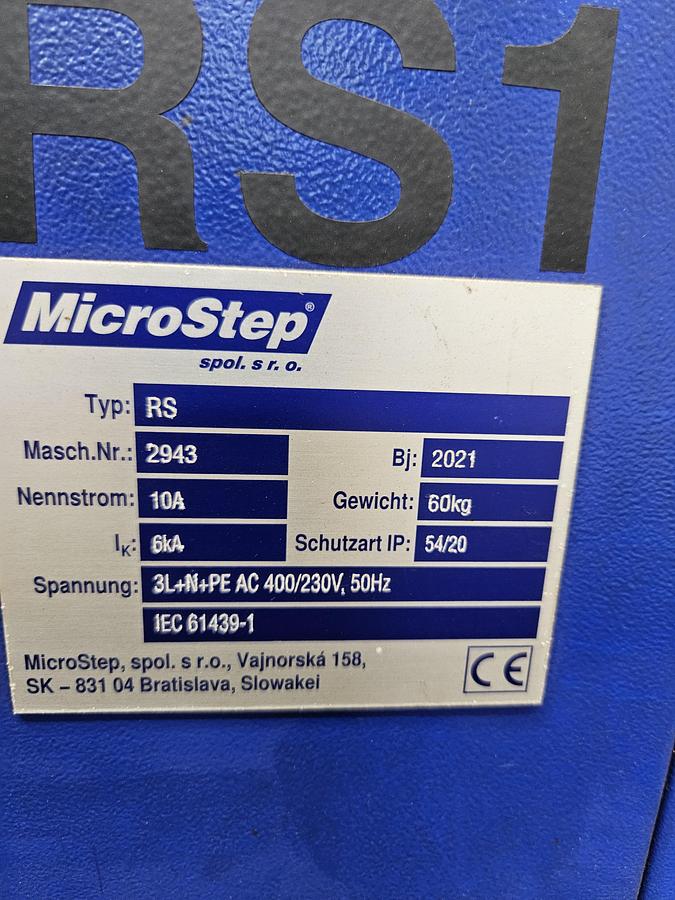 RS1
MicroStep®
spol. s r. o.
Typ: RS
Masch.Nr.: 2943 Bj: 2021
Nennstrom: 10A Gewicht: 60kg
IK: 6kA Schutzart IP: 54/20
Spannung: 3L+N+PE AC 400/230V, 50Hz
IEC 61439-1
MicroStep, spol. s r.o., Vajnorská 158,
SK – 831 04 Bratislava, Slowakei
CE